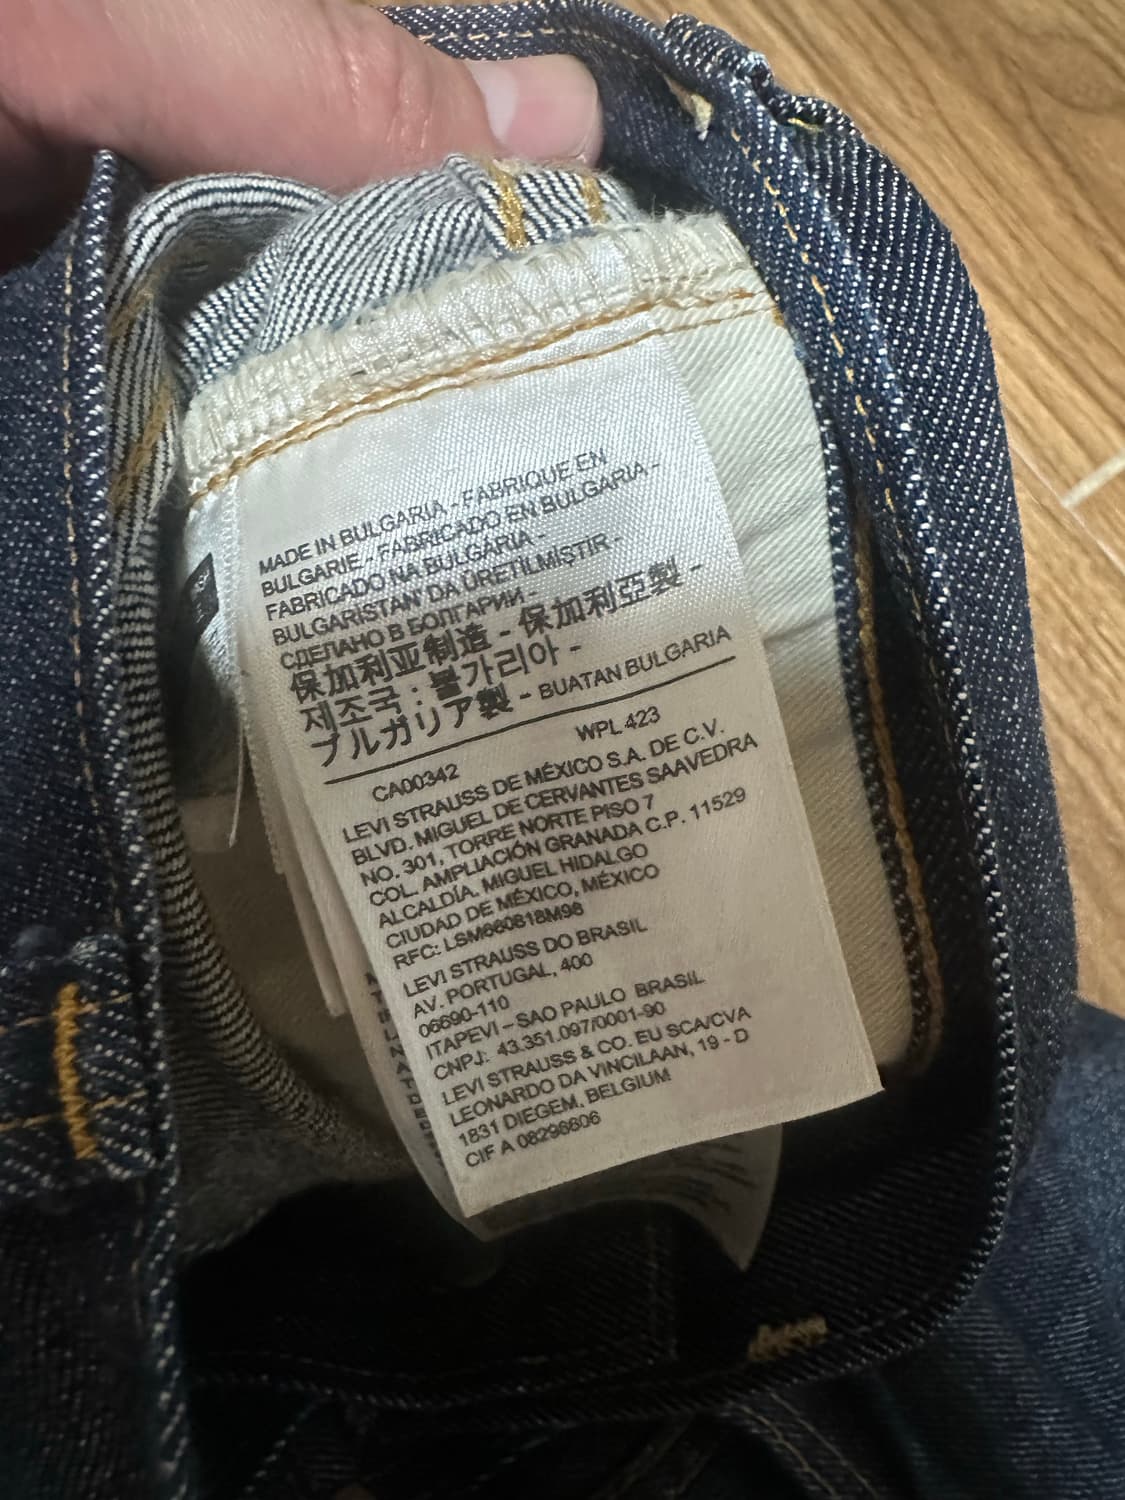 MADE IN BULGARIA - FABRIQUE EN
BULGARIE - FABRICADO EN BULGARIA -
FABRICADO NA BULGARIA -
BULGARISTAN' DA ÜRETILMIŞTIR -
СДЕЛАНО В БОЛГАРИИ -
保加利亚制造 - 保加利亞製 -
제조국 : 불가리아 -
ブルガリア製 - BUATAN BULGARIA
CA00342 WPL 423
LEVI STRAUSS DE MÉXICO S.A. DE C.V.
BLVD. MIGUEL DE CERVANTES SAAVEDRA
NO. 301, TORRE NORTE PISO 7
COL. AMPLIACIÓN GRANADA C.P. 11529
ALCALDÍA. MIGUEL HIDALGO
CIUDAD DE MÉXICO, MÉXICO
RFC: LSM660818M98
LEVI STRAUSS DO BRASIL
AV. PORTUGAL, 400
06690-110
ITAPEVI – SAO PAULO BRASIL
CNPJ: 43.351.097/0001-90
LEVI STRAUSS & CO. EU SCA/CVA
LEONARDO DA VINCILAAN, 19 - D
1831 DIEGEM, BELGIUM
CIF A 08296606